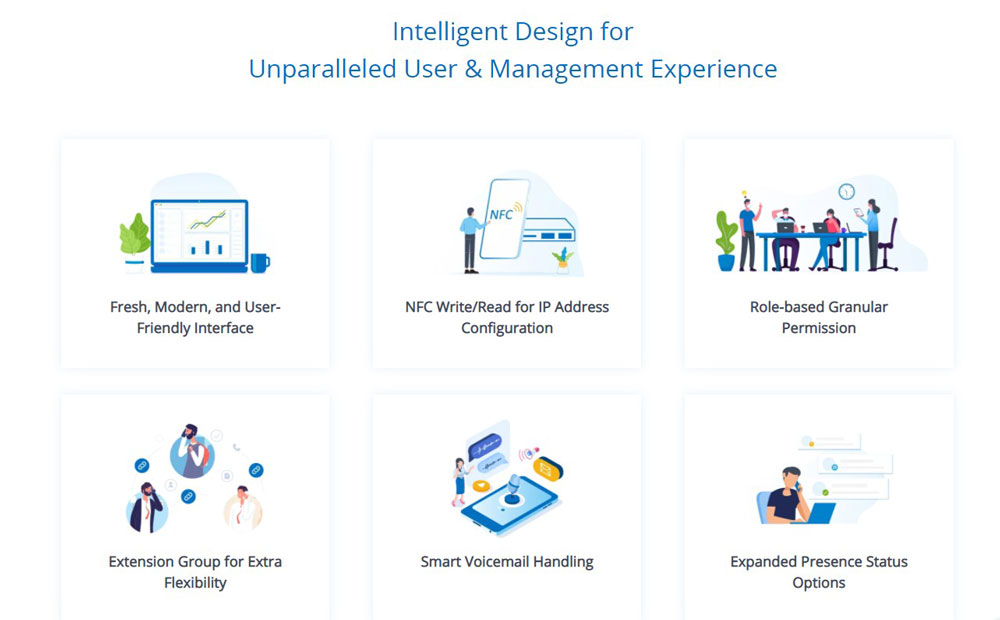 Intelligent Design for
Unparalleled User & Management Experience
Fresh, Modern, and User-
Friendly Interface
NFC
NFC Write/Read for IP Address
Configuration
Role-based Granular
Permission
Extension Group for Extra
Flexibility
Smart Voicemail Handling
Expanded Presence Status
Options